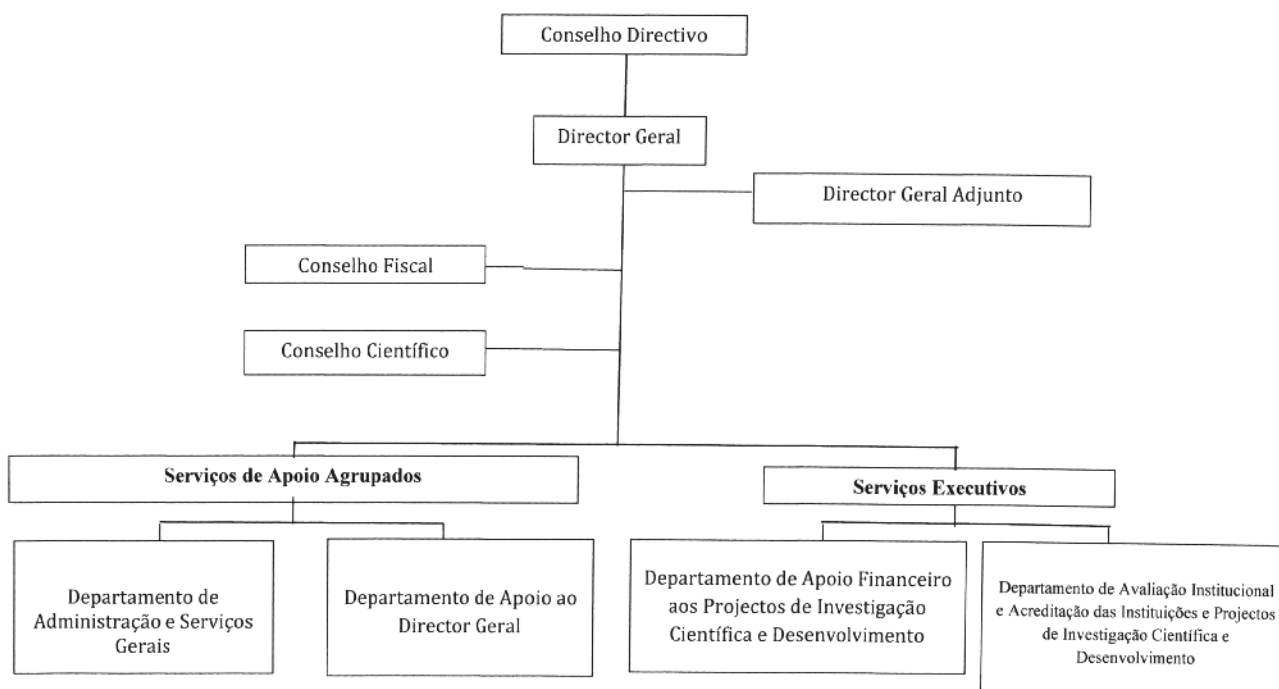 Conselho Directivo
Director Geral
Director Geral Adjunto
Conselho Fiscal
Conselho Científico
Serviços de Apoio Agrupados
Serviços Executivos
Departamento de
Administração e Serviços
Gerais
Departamento de Apoio ao
Director Geral
Departamento de Apoio Financeiro
aos Projectos de Investigação
Científica e Desenvolvimento
Departamento de Avaliação Institucional
e Acreditação das Instituições e Projectos
de Investigação Científica e
Desenvolvimento